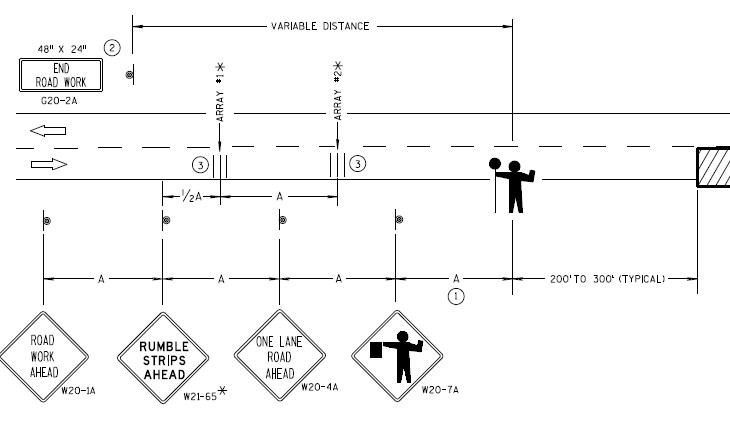 VARIABLE DISTANCE
48" X 24"
2
END
ROAD WORK
G20-2A
ARRAY #1*
ARRAY #2*
3
3
1/2A
A
A
A
A
A
200' TO 300' (TYPICAL)
1
ROAD
WORK
AHEAD
W20-1A
RUMBLE
STRIPS
AHEAD
W21-65*
ONE LANE
ROAD
AHEAD
W20-4A
W20-7A